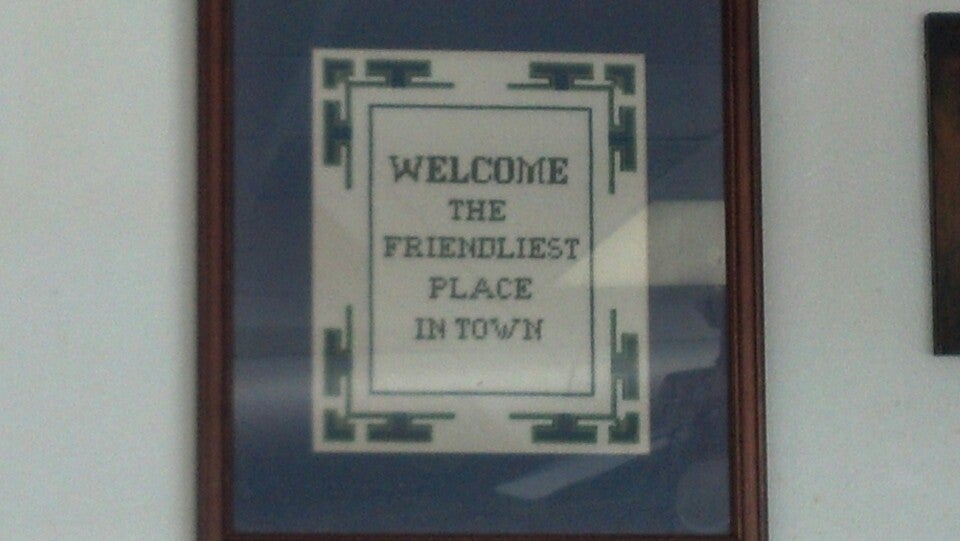 WELCOME
THE
FRIENDLIEST
PLACE
IN TOWN